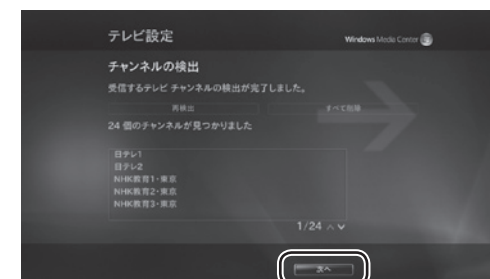 テレビ設定
Windows Media Center
チャンネルの検出
受信するテレビ チャンネルの検出が完了しました。
再検出
すべて削除
24 個のチャンネルが見つかりました
日テレ1
日テレ2
NHK教育1・東京
NHK教育2・東京
NHK教育3・東京
1/24
次へ